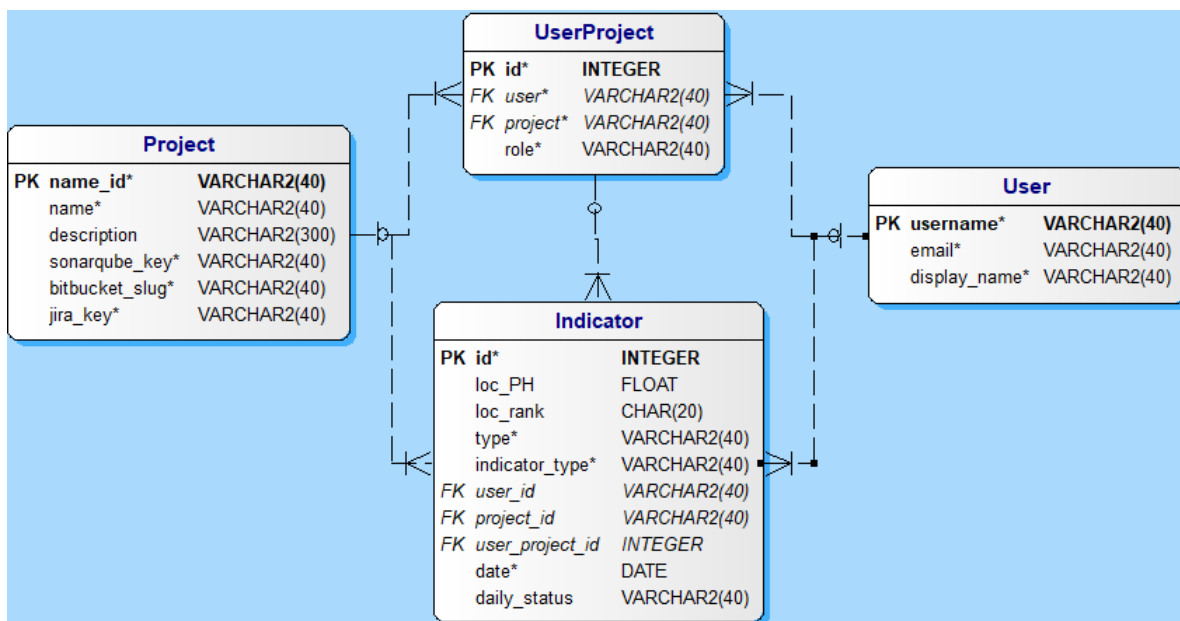 UserProject
PK id* INTEGER
FK user* VARCHAR2(40)
FK project* VARCHAR2(40)
role* VARCHAR2(40)
Project
PK name_id* VARCHAR2(40)
name* VARCHAR2(40)
description VARCHAR2(300)
sonarqube_key* VARCHAR2(40)
bitbucket_slug* VARCHAR2(40)
jira_key* VARCHAR2(40)
User
PK username* VARCHAR2(40)
email* VARCHAR2(40)
display_name* VARCHAR2(40)
Indicator
PK id* INTEGER
loc_PH FLOAT
loc_rank CHAR(20)
type* VARCHAR2(40)
indicator_type* VARCHAR2(40)
FK user_id VARCHAR2(40)
FK project_id VARCHAR2(40)
FK user_project_id INTEGER
date* DATE
daily_status VARCHAR2(40)